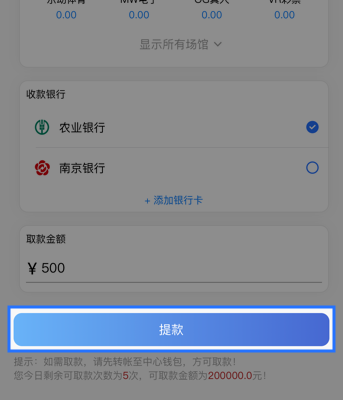 0.00 0.00 0.00 0.00
显示所有场馆
收款银行
农业银行
南京银行
+ 添加银行卡
取款金额
¥ 500
提款
提示：如需取款，请先转帐至中心钱包，方可取款！
您今日剩余可取款次数为5次，可取款金额为200000.0元！